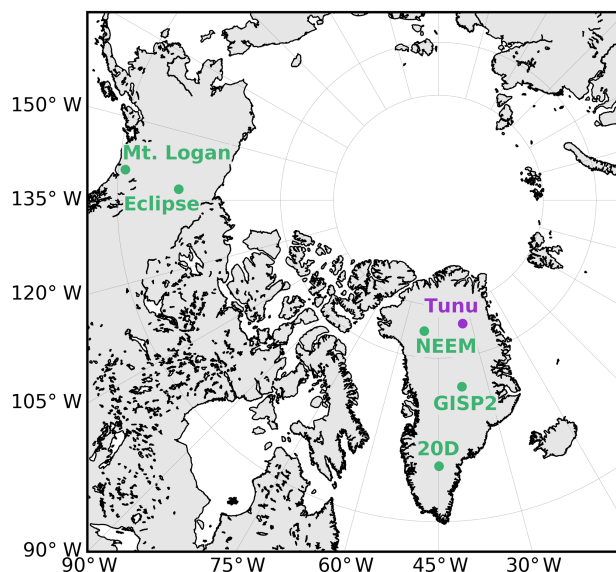 150° W
Mt. Logan
135° W
Eclipse
120° W
Tunu
NEEM
105° W
GISP2
20D
90° W
90° W 75° W 60° W 45° W 30° W